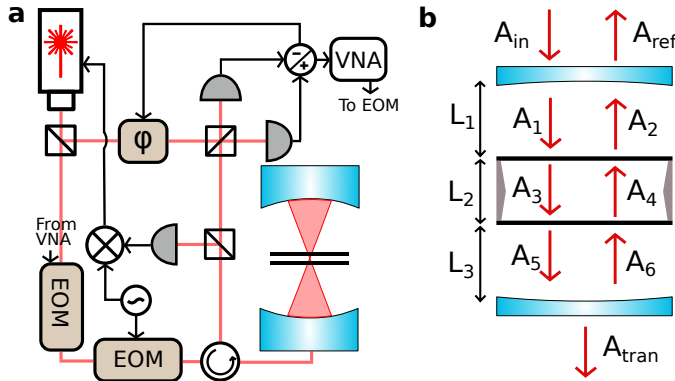 a
VNA
To EOM
φ
From
VNA
EOM
EOM
b
A_in
A_ref
L_1
A_1
A_2
L_2
A_3
A_4
L_3
A_5
A_6
A_tran